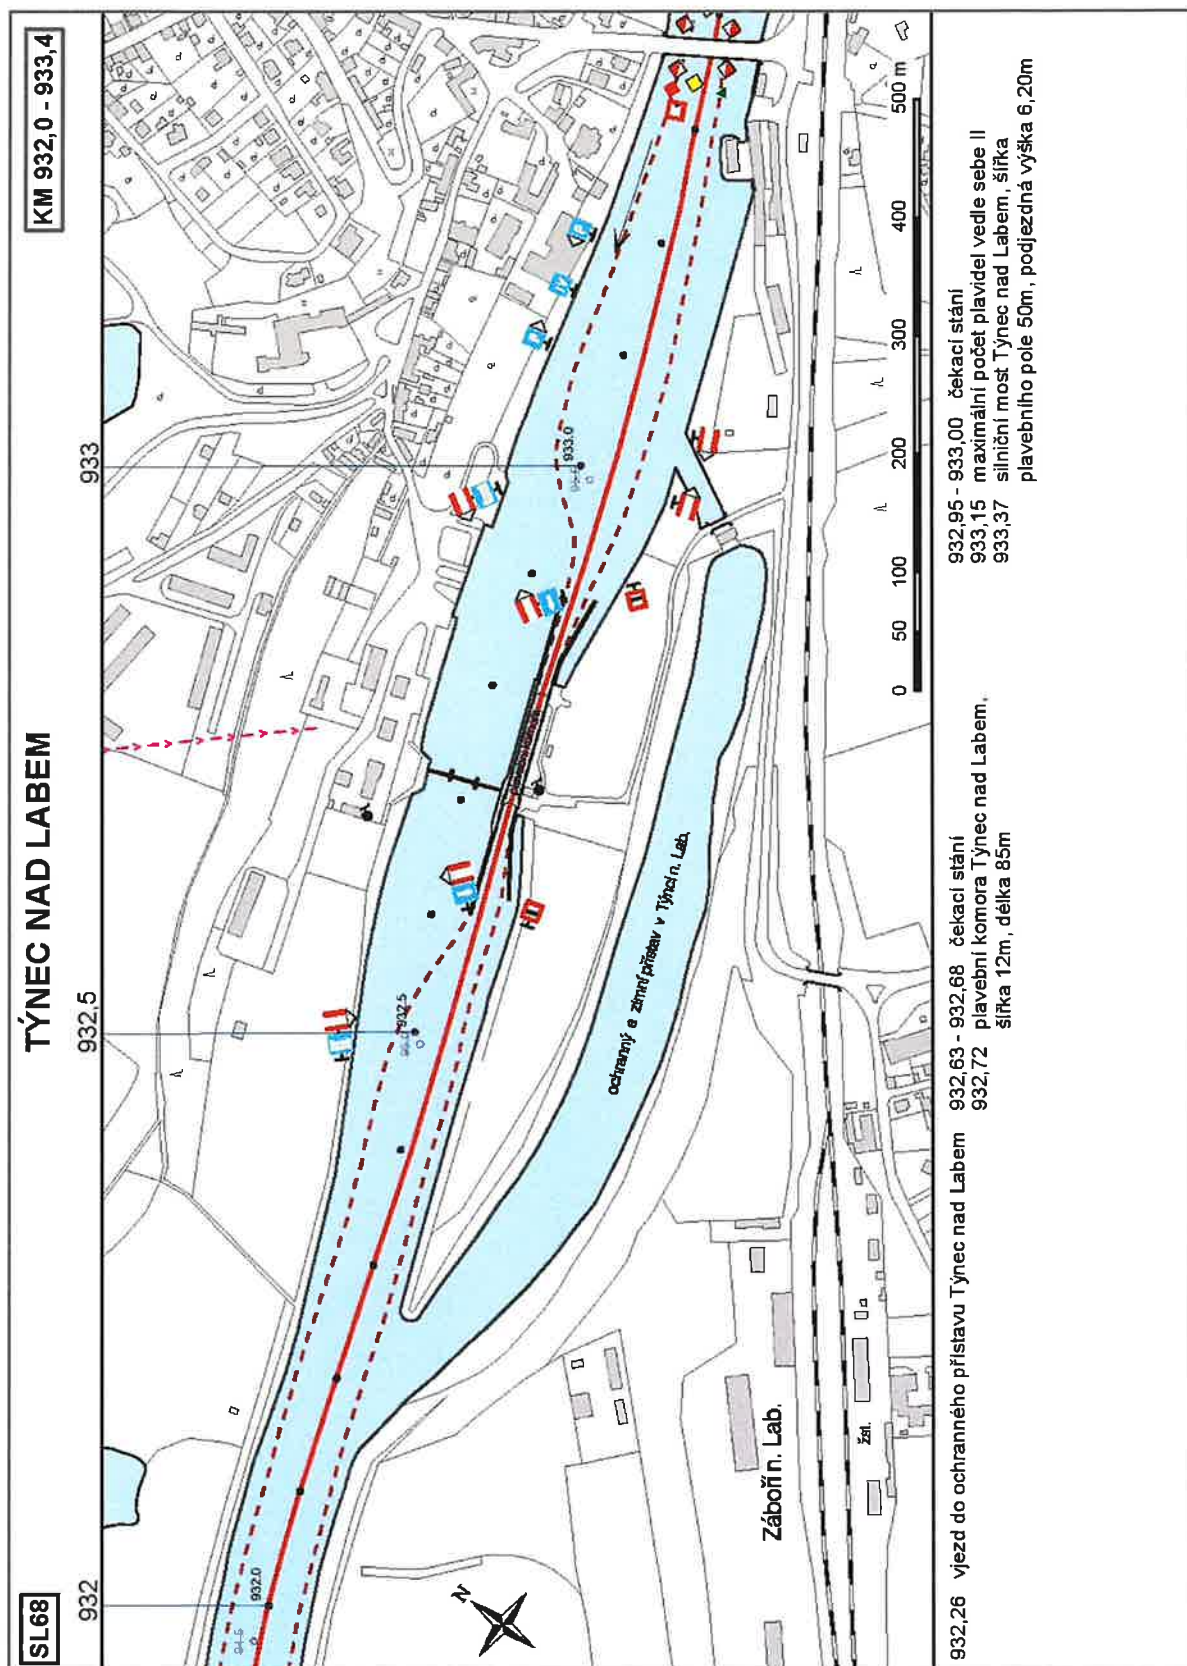 SL68
TÝNEC NAD LABEM
KM 932,0 - 933,4
932
932,5
933
94.5
932.0
95.0
932.5
933.0
ochranný a zimní přístav v Týnci n. Lab.
Záboří n. Lab.
žst.
N
0 50 100 200 300 400 500 m
932,26 vjezd do ochranného přístavu Týnec nad Labem
932,63 - 932,68 čekací stání
932,72 plavební komora Týnec nad Labem,
šířka 12m, délka 85m
932,95 - 933,00 čekací stání
933,15 maximální počet plavidel vedle sebe II
933,37 silniční most Týnec nad Labem, šířka
plavebního pole 50m, podjezdná výška 6,20m